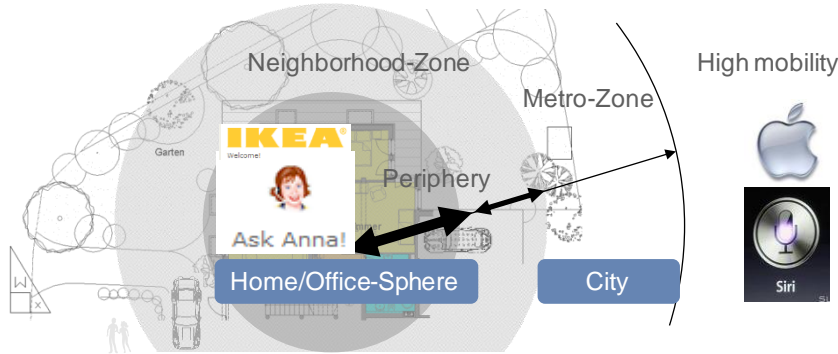 Neighborhood-Zone
High mobility
Metro-Zone
IKEA®
Welcome!
Garten
Periphery
Ask Anna!
Home/Office-Sphere
City
Siri